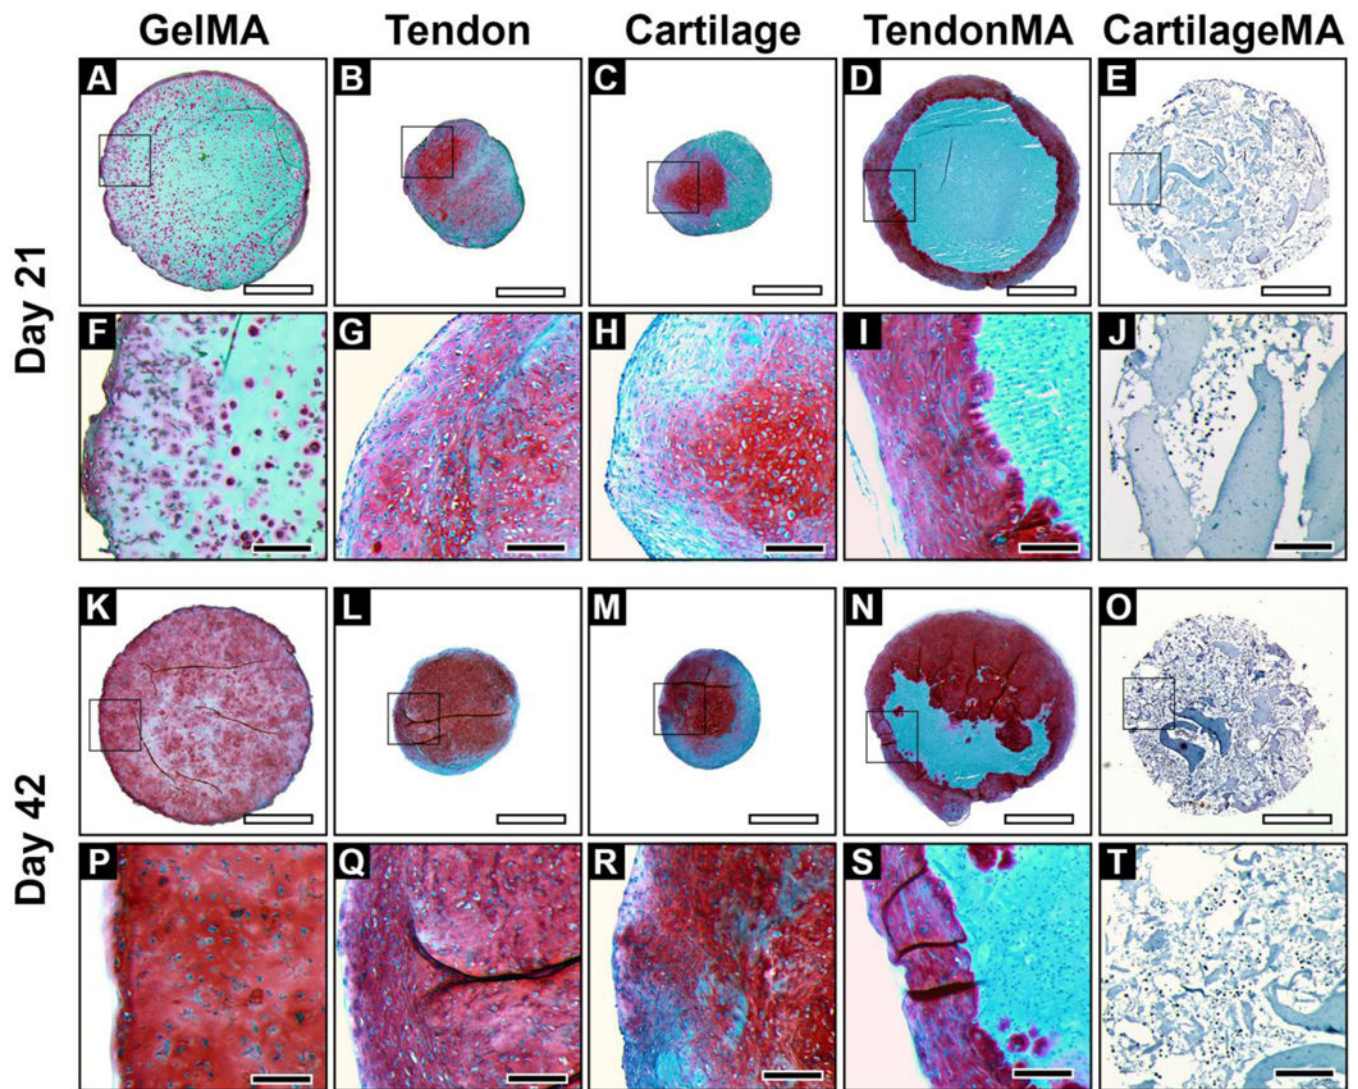 GelMA Tendon Cartilage TendonMA CartilageMA
Day 21
A B C D E
F G H I J
Day 42
K L M N O
P Q R S T